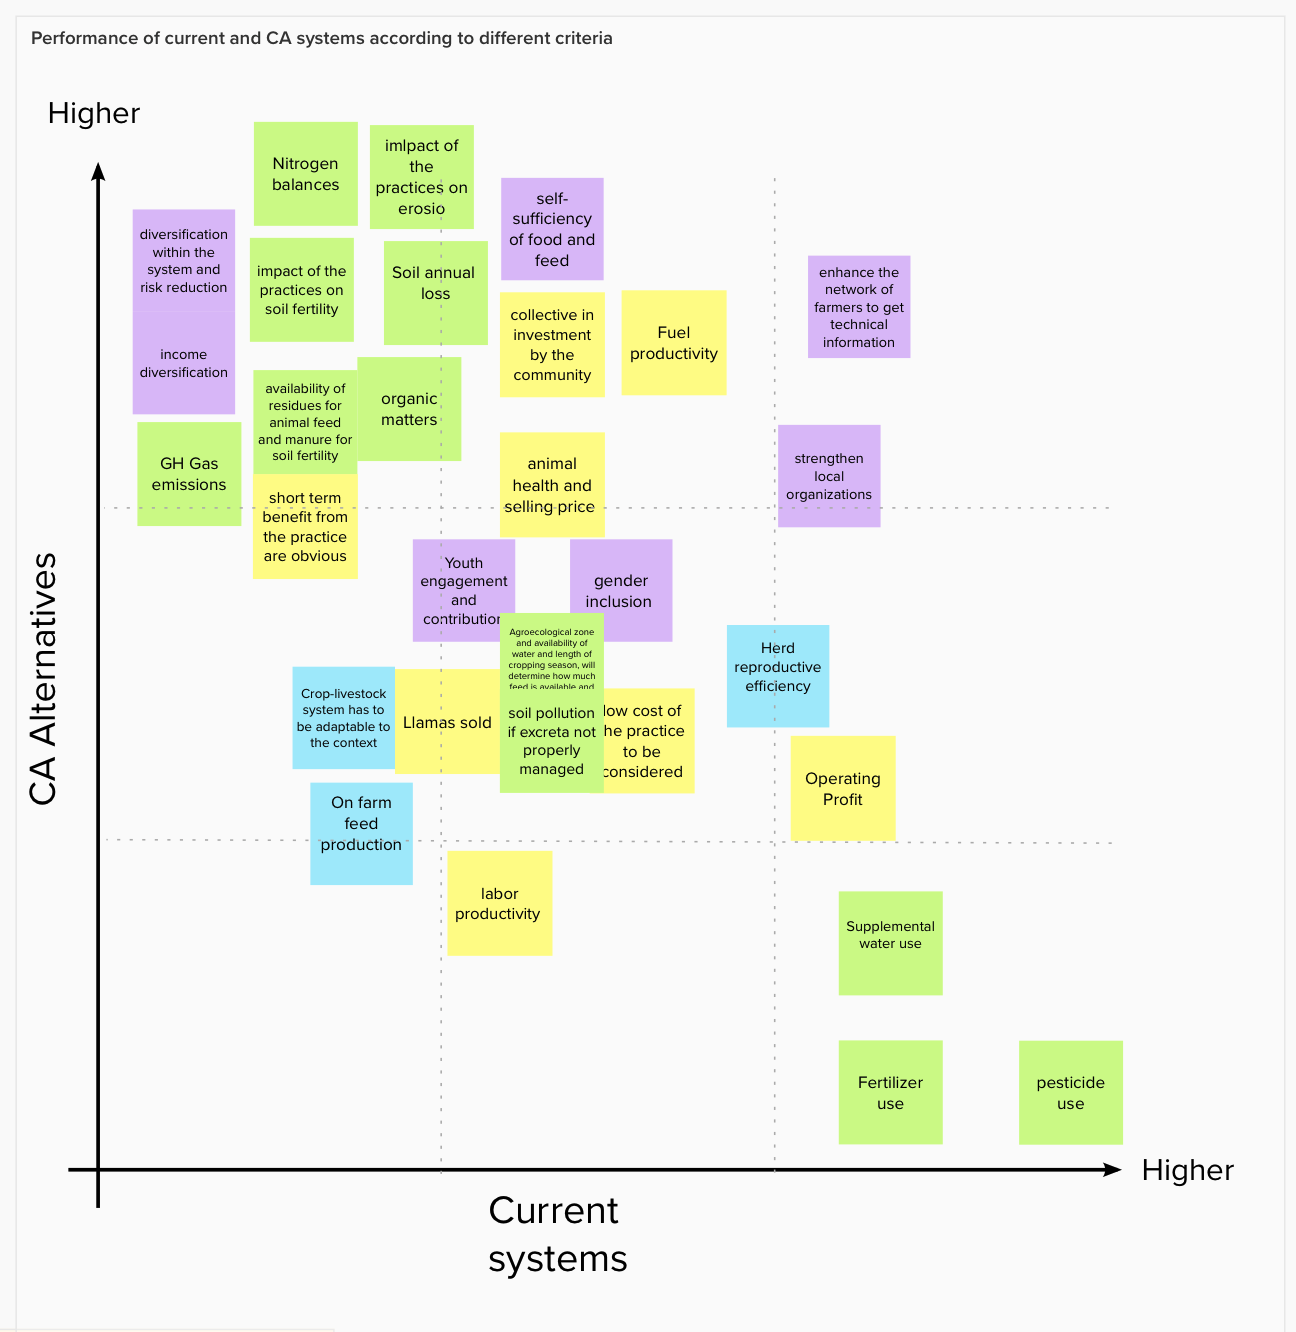 Performance of current and CA systems according to different criteria
Higher
Nitrogen
balances
imlpact of
the
practices on
erosio
self-
sufficiency
of food and
feed
diversification
within the
system and
risk reduction
impact of the
practices on
soil fertility
Soil annual
loss
enhance the
network of
farmers to get
technical
information
collective in
investment
by the
community
Fuel
productivity
income
diversification
availability of
residues for
animal feed
and manure for
soil fertility
organic
matters
GH Gas
emissions
animal
health and
selling price
strengthen
local
organizations
short term
benefit from
the practice
are obvious
Youth
engagement
and
contribution
gender
inclusion
CA Alternatives
Agroecological zone
and availability of
water and length of
cropping season, will
determine how much
feed is available and
Herd
reproductive
efficiency
Crop-livestock
system has to
be adaptable to
the context
Llamas sold
soil pollution
if excreta not
properly
managed
low cost of
he practice
to be
considered
Operating
Profit
On farm
feed
production
labor
productivity
Supplemental
water use
Fertilizer
use
pesticide
use
Higher
Current
systems